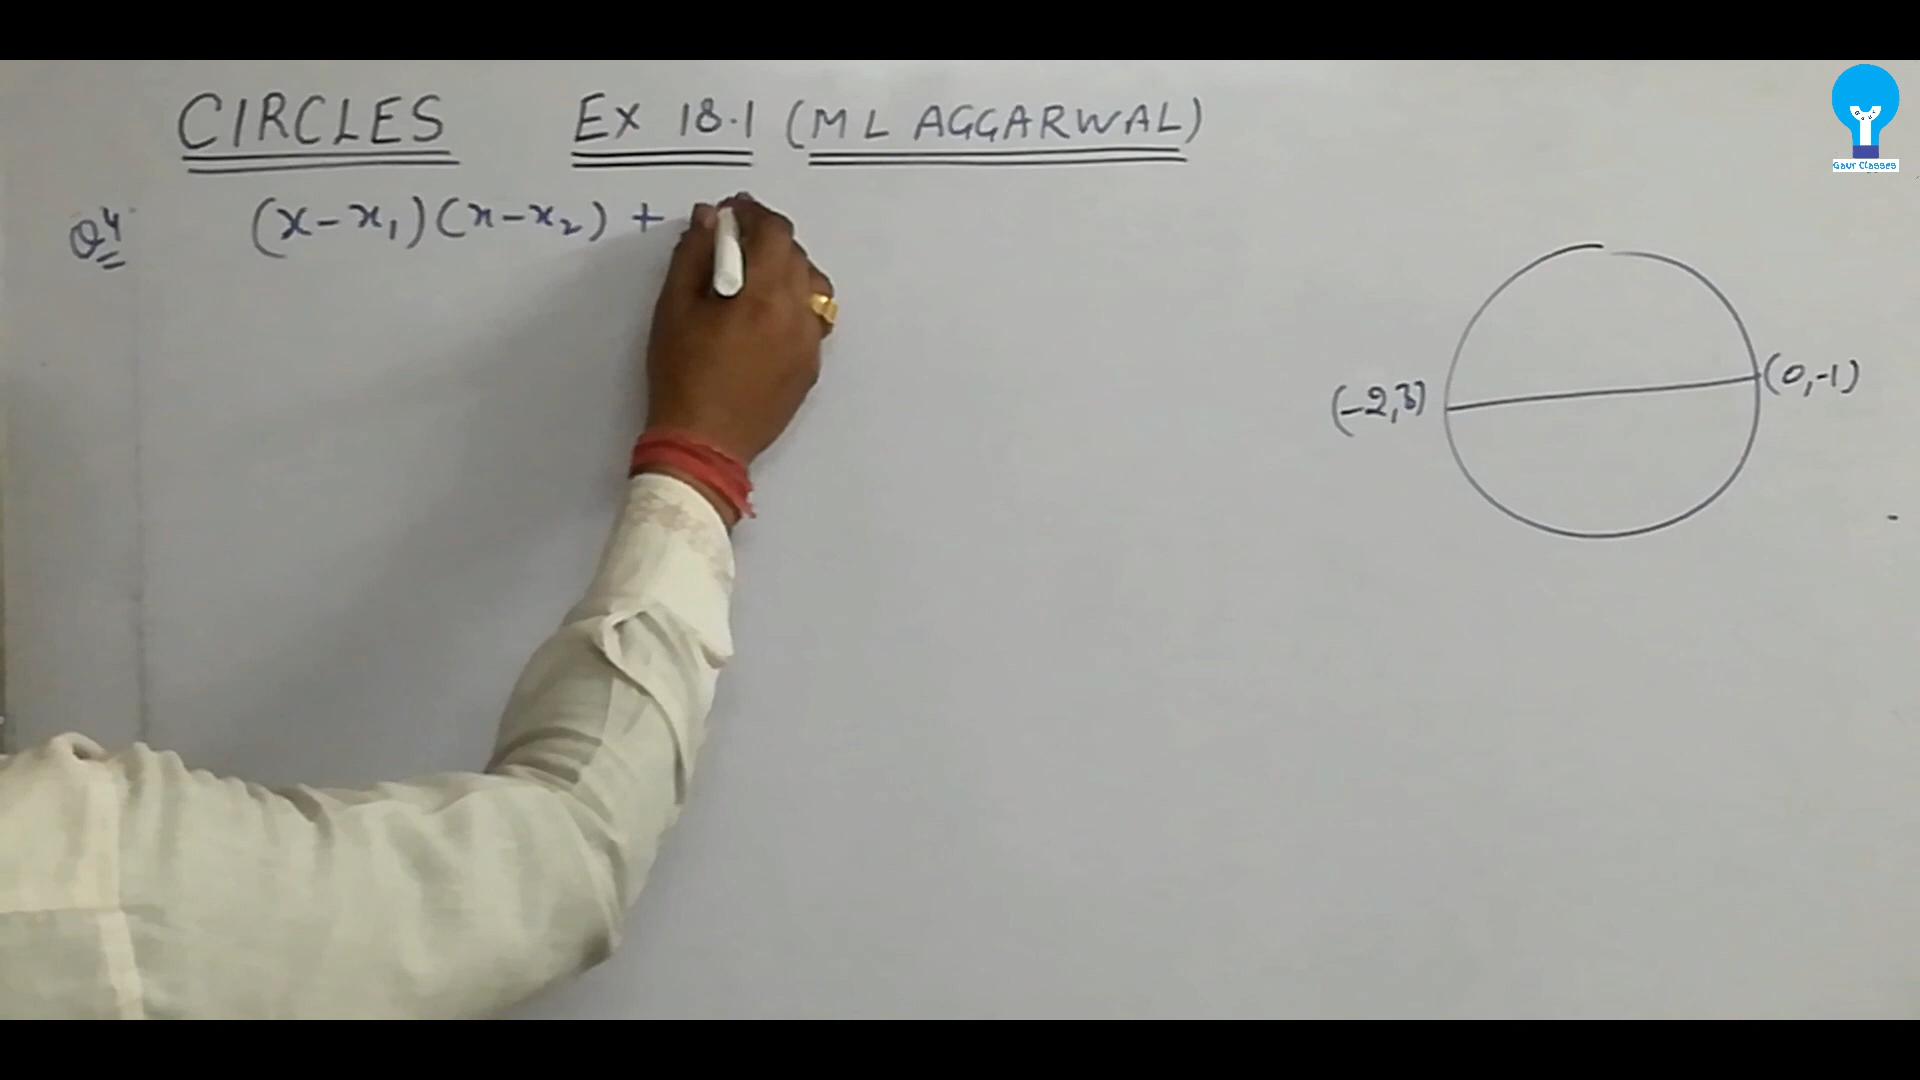 CIRCLES EX 18.1 (ML AGGARWAL)
Q4 (x-x₁)(x-x₂) +
(-2,3) (0,-1)
Gaur Classes